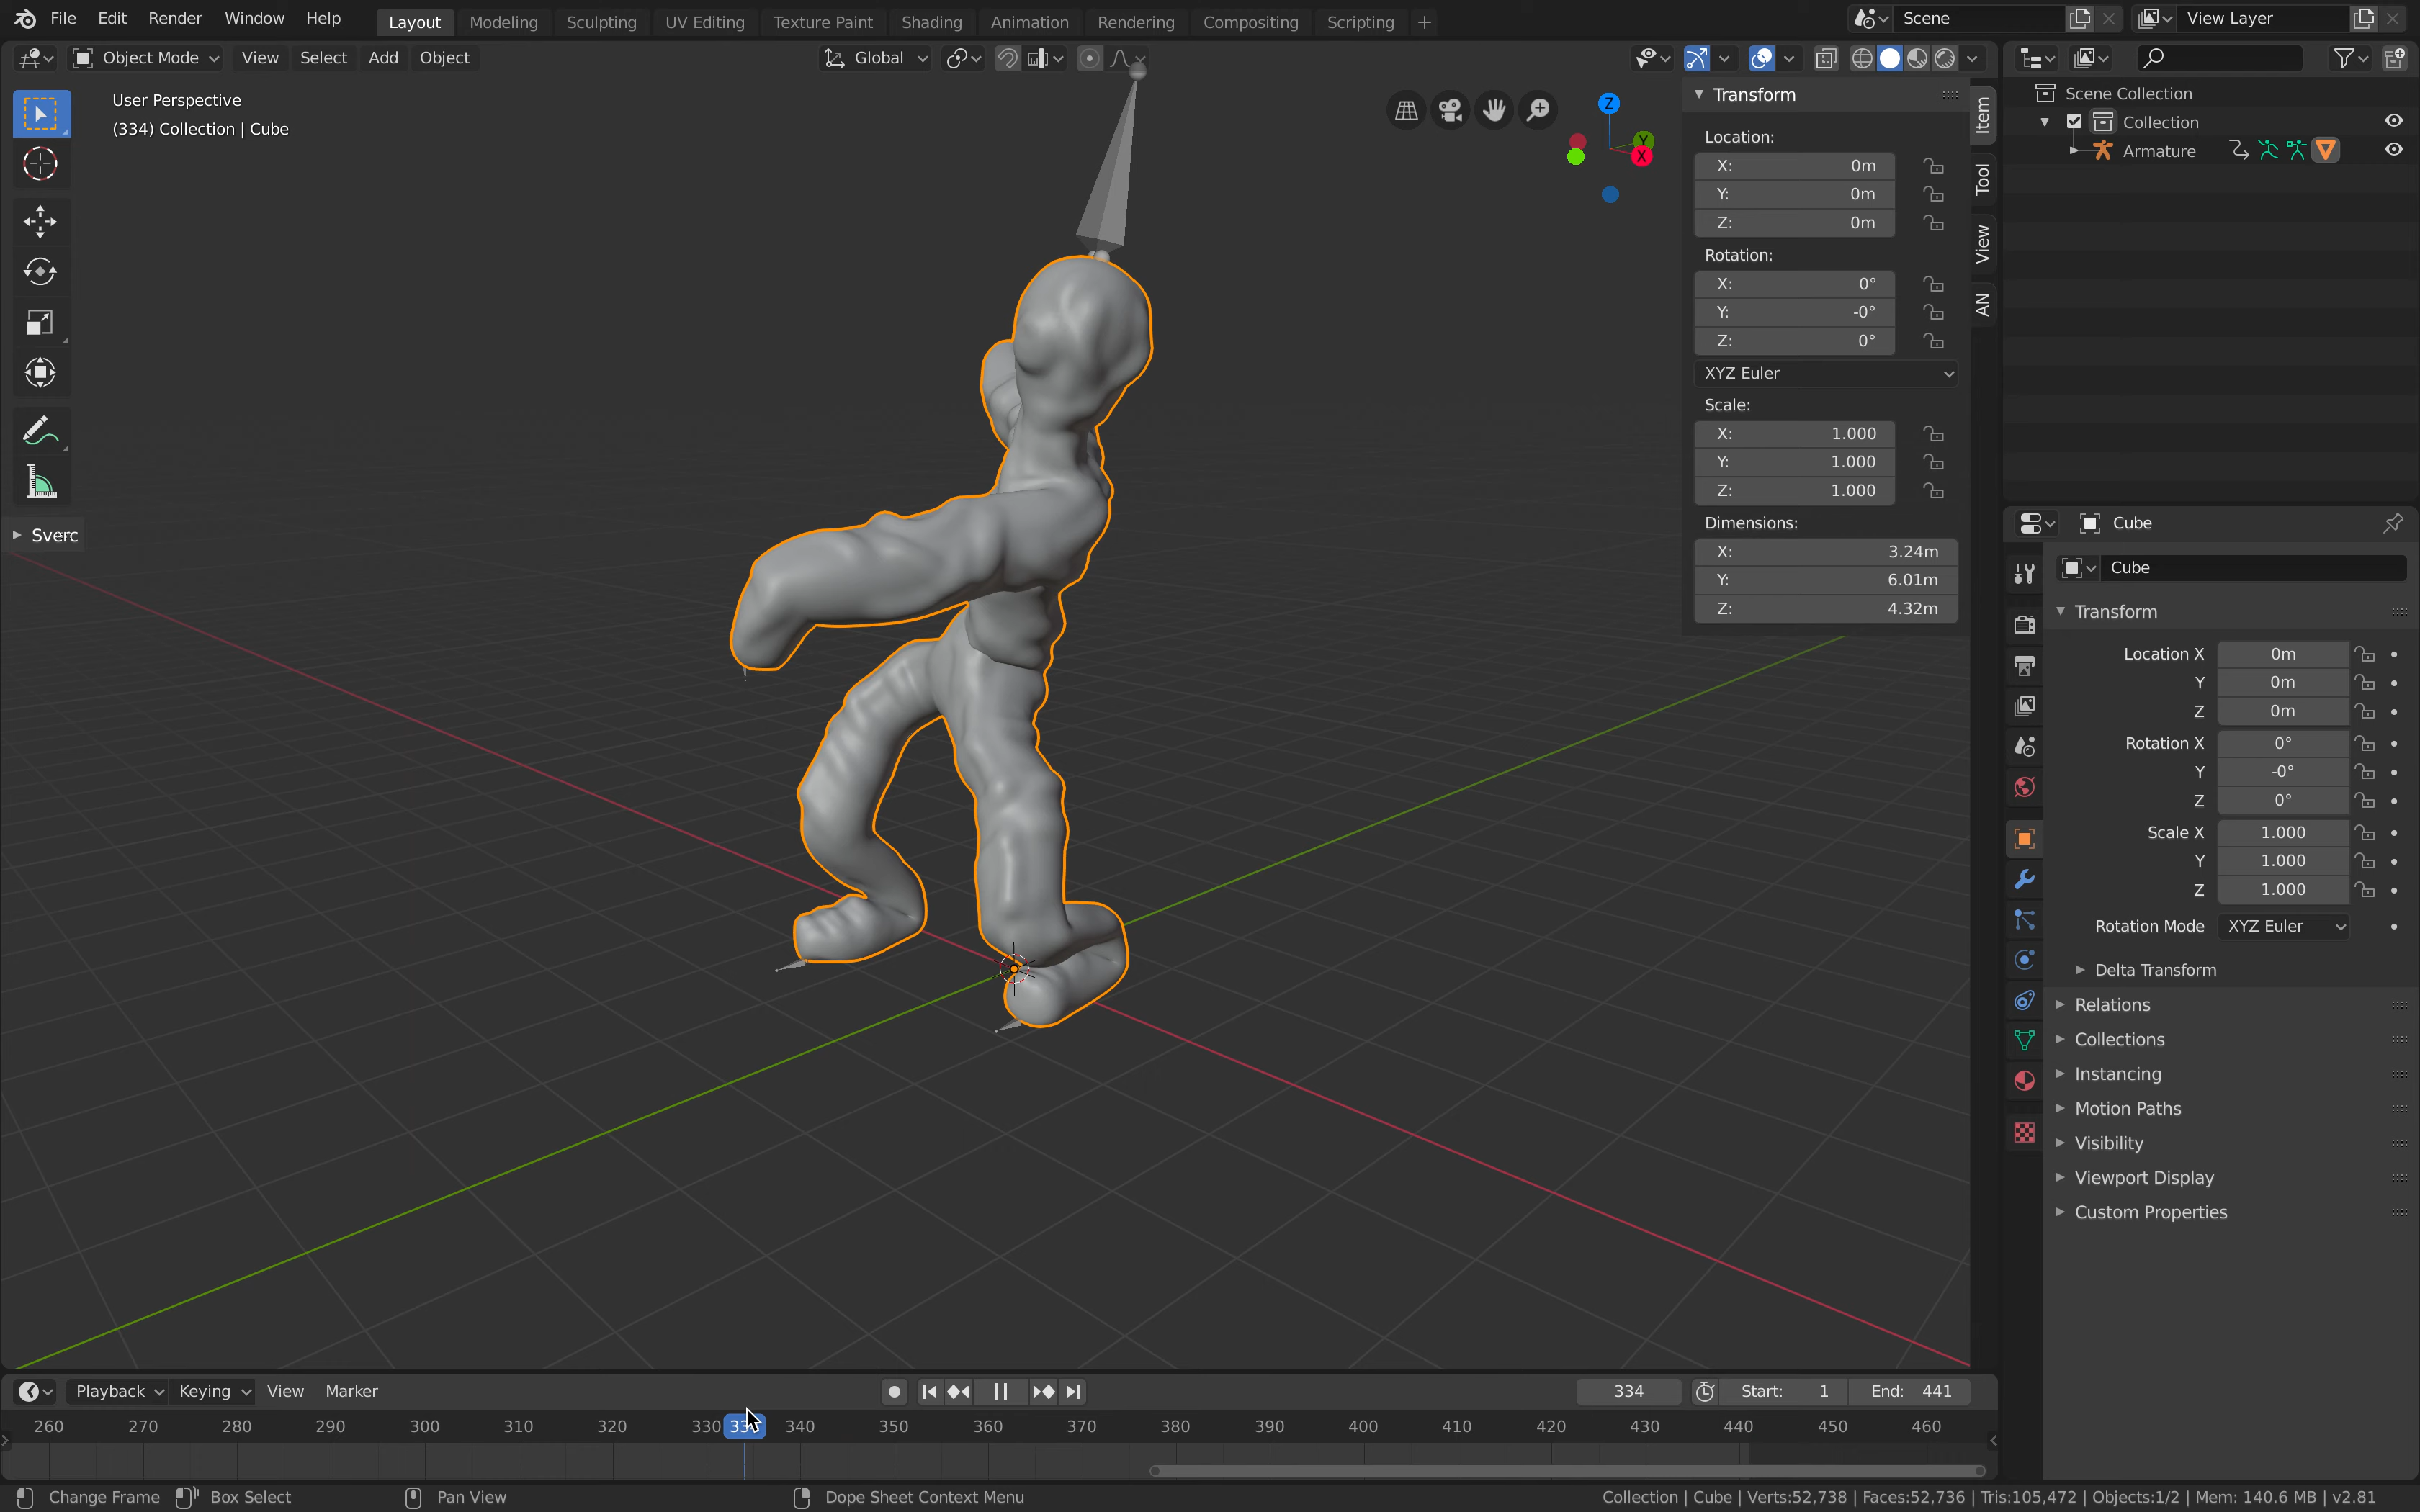 File Edit Render Window Help Layout Modeling Sculpting UV Editing Texture Paint Shading Animation Rendering Compositing Scripting + Scene View Layer
Object Mode View Select Add Object Global
User Perspective
(334) Collection | Cube
Transform
Location:
X: 0m
Y: 0m
Z: 0m
Rotation:
X: 0°
Y: -0°
Z: 0°
XYZ Euler
Scale:
X: 1.000
Y: 1.000
Z: 1.000
Dimensions:
X: 3.24m
Y: 6.01m
Z: 4.32m
Item
Tool
View
AN
Z
Y
X
Scene Collection
Collection
Armature
Cube
Cube
Transform
Location X 0m
Y 0m
Z 0m
Rotation X 0°
Y -0°
Z 0°
Scale X 1.000
Y 1.000
Z 1.000
Rotation Mode XYZ Euler
Delta Transform
Relations
Collections
Instancing
Motion Paths
Visibility
Viewport Display
Custom Properties
Playback Keying View Marker 334 Start: 1 End: 441
260 270 280 290 300 310 320 330 340 350 360 370 380 390 400 410 420 430 440 450 460
Change Frame Box Select Pan View Dope Sheet Context Menu Collection | Cube | Verts:52,738 | Faces:52,736 | Tris:105,472 | Objects:1/2 | Mem: 140.6 MB | v2.81